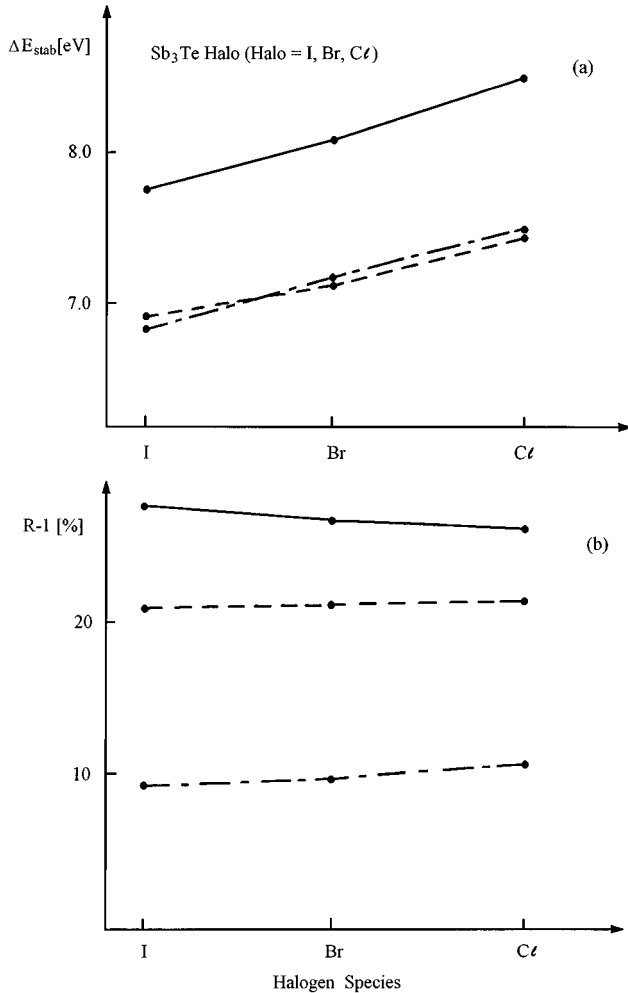 ΔE_stab[eV]
Sb₃Te Halo (Halo = I, Br, Cℓ)
(a)
8.0
7.0
I Br Cℓ
R-1 [%]
(b)
20
10
I Br Cℓ
Halogen Species